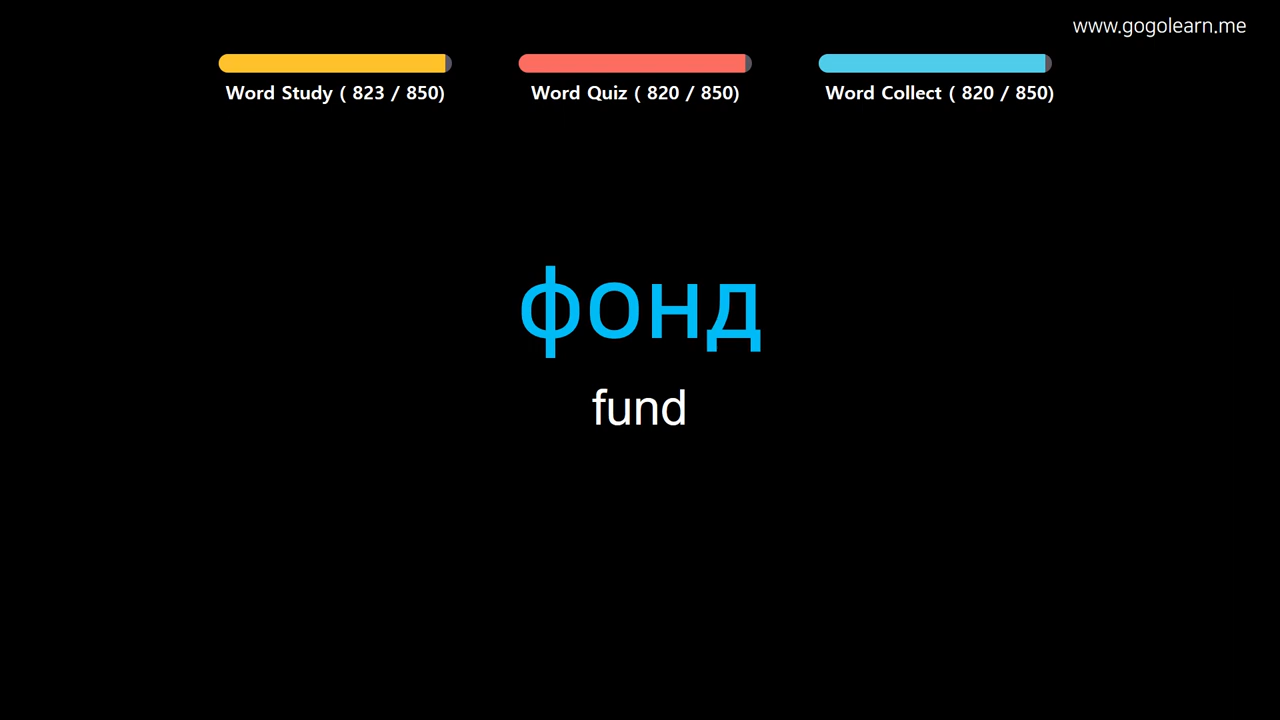 www.gogolearn.me
Word Study ( 823 / 850)
Word Quiz ( 820 / 850)
Word Collect ( 820 / 850)
фонд
fund